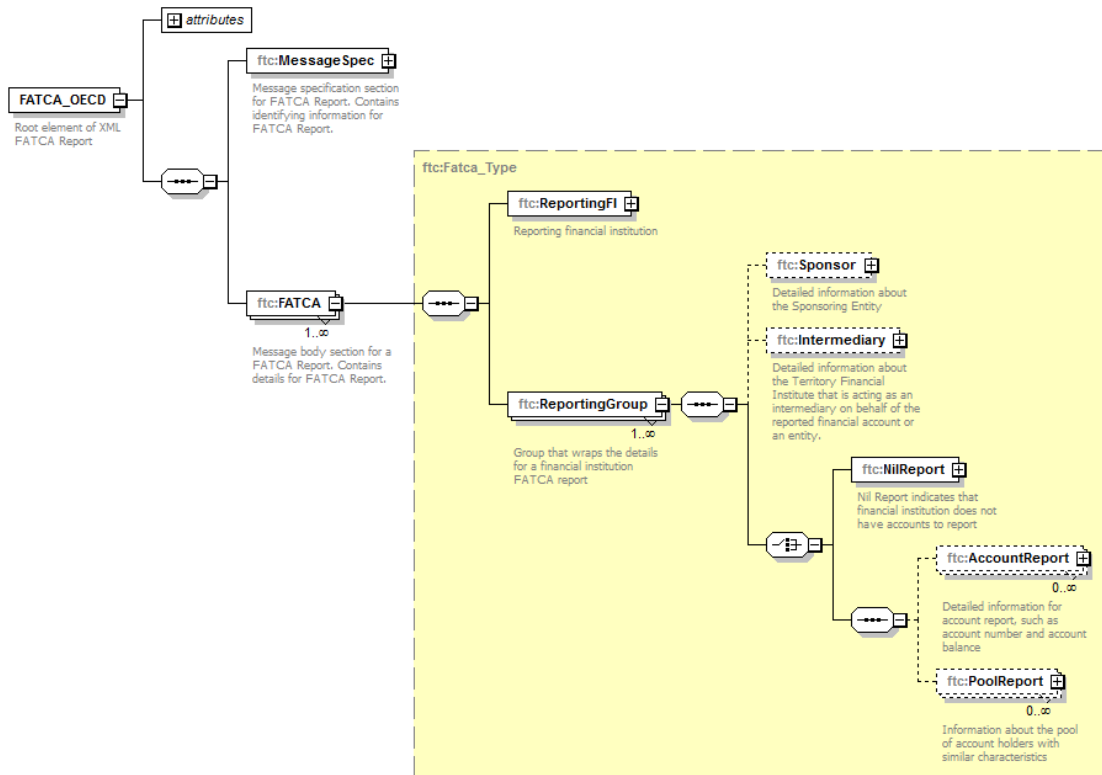 attributes
ftc:MessageSpec
Message specification section
for FATCA Report. Contains
identifying information for
FATCA Report.
FATCA_OECD
Root element of XML
FATCA Report
ftc:Fatca_Type
ftc:ReportingFI
Reporting financial institution
ftc:Sponsor
Detailed information about
the Sponsoring Entity
ftc:FATCA
1..∞
Message body section for a
FATCA Report. Contains
details for FATCA Report.
ftc:Intermediary
Detailed information about
the Territory Financial
Institute that is acting as an
intermediary on behalf of the
reported financial account or
an entity.
ftc:ReportingGroup
1..∞
Group that wraps the details
for a financial institution
FATCA report
ftc:NilReport
Nil Report indicates that
financial institution does not
have accounts to report
ftc:AccountReport
0..∞
Detailed information for
account report, such as
account number and account
balance
ftc:PoolReport
0..∞
Information about the pool
of account holders with
similar characteristics